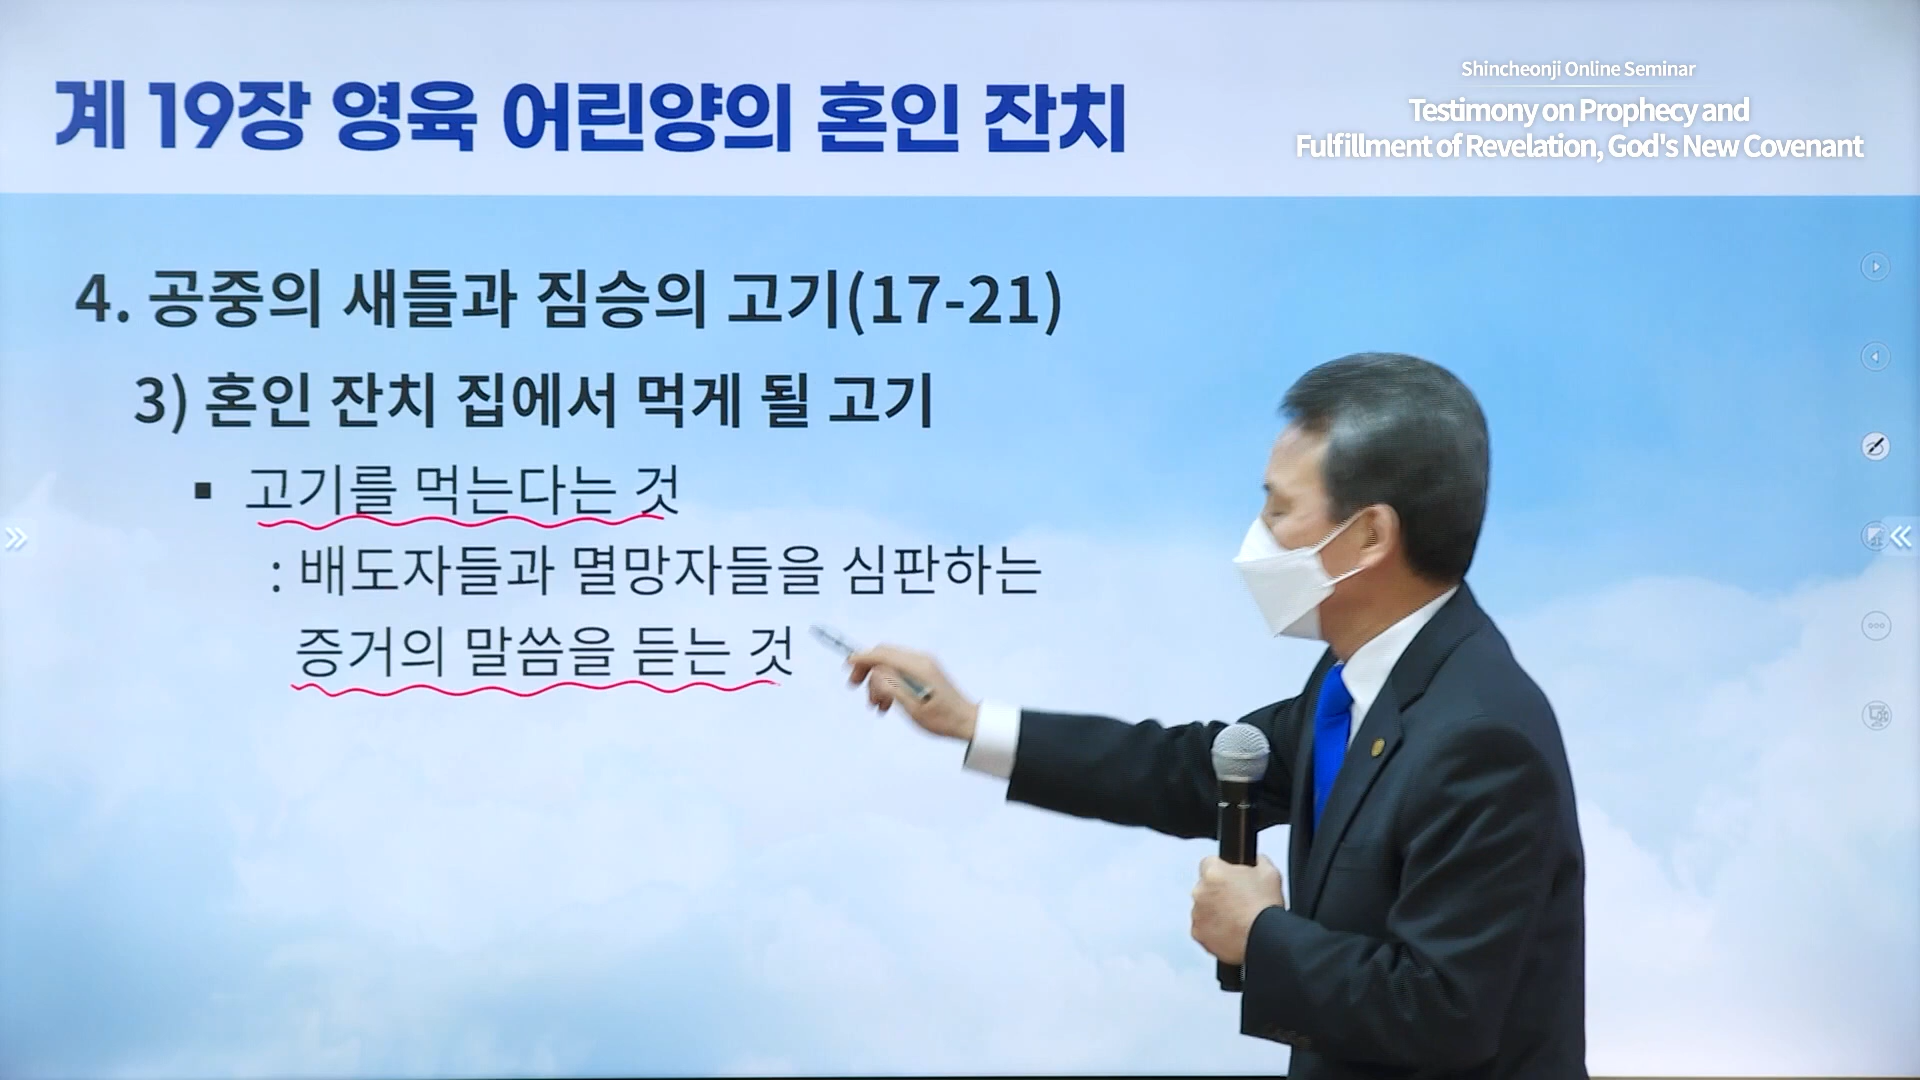 계 19장 영육 어린양의 혼인 잔치
Shincheonji Online Seminar
Testimony on Prophecy and
Fulfillment of Revelation, God's New Covenant
4. 공중의 새들과 짐승의 고기(17-21)
3) 혼인 잔치 집에서 먹게 될 고기
▪ 고기를 먹는다는 것
: 배도자들과 멸망자들을 심판하는
증거의 말씀을 듣는 것